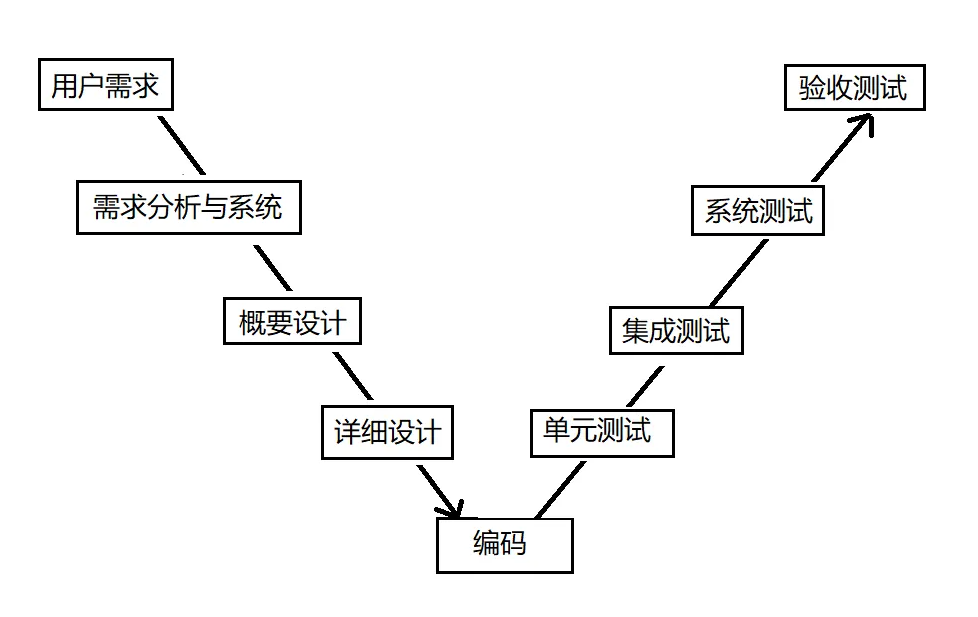 用户需求
验收测试
需求分析与系统
系统测试
概要设计
集成测试
详细设计
单元测试
编码